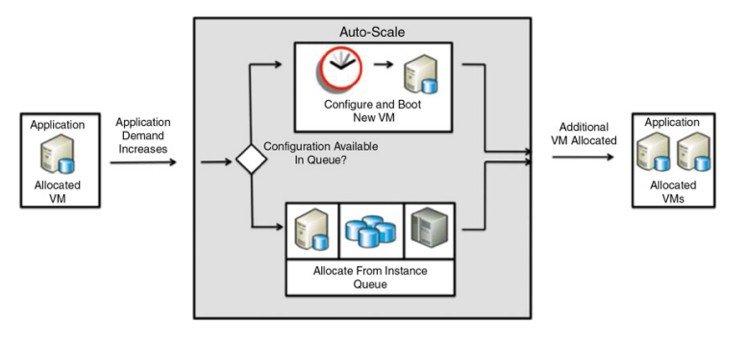 Auto-Scale
Configure and Boot
New VM
Application
Allocated
VM
Application
Demand
Increases
Configuration Available
In Queue?
Allocate From Instance
Queue
Additional
VM Allocated
Application
Allocated
VMs